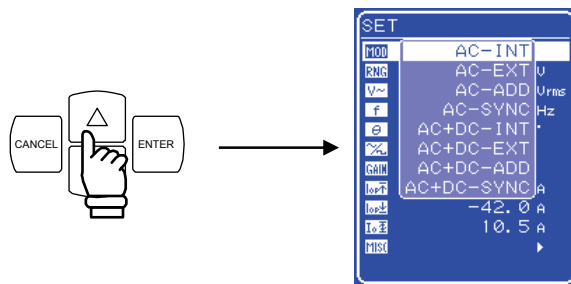 CANCEL
ENTER
SET
MOD AC-INT
RNG AC-EXT V
V~ AC-ADD Vrms
f AC-SYNC Hz
θ AC+DC-INT °
AC+DC-EXT
GAIN AC+DC-ADD
AC+DC-SYNC A
-42.0 A
10.5 A
MISC